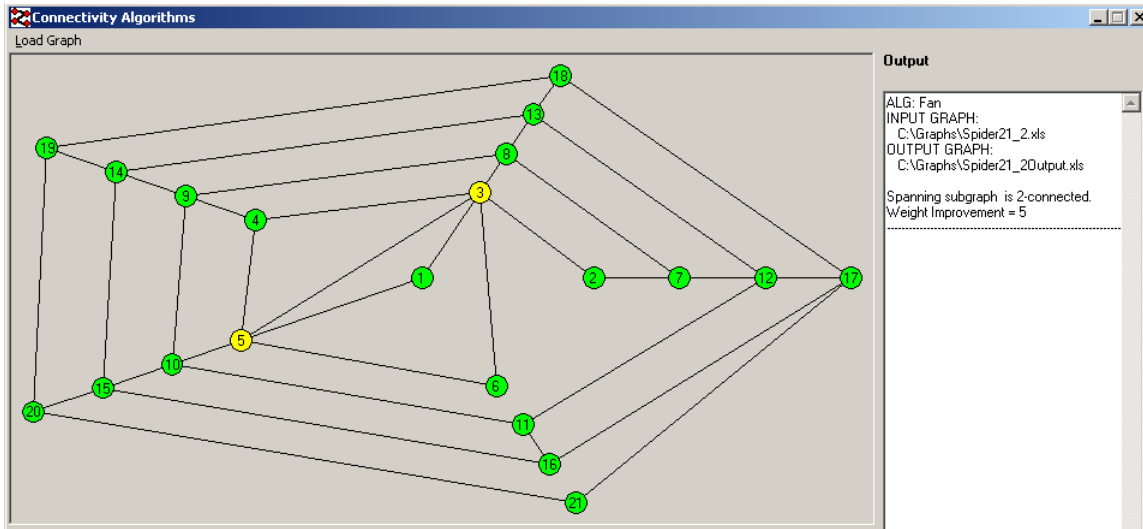 Connectivity Algorithms
Load Graph
Output
ALG: Fan
INPUT GRAPH:
C:\Graphs\Spider21_2.xls
OUTPUT GRAPH:
C:\Graphs\Spider21_2Output.xls
Spanning subgraph is 2-connected.
Weight Improvement = 5
--------------------------------------------------------------
18
13
19
8
14
3
9
4
1
2
7
12
17
5
10
6
15
20
11
16
21